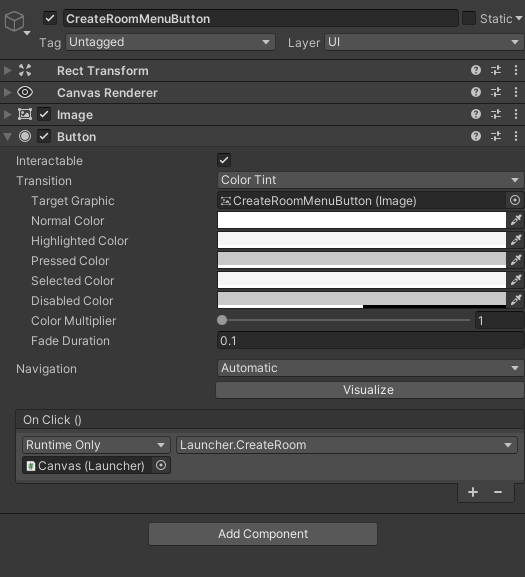 CreateRoomMenuButton Static
Tag Untagged Layer UI
Rect Transform
Canvas Renderer
Image
Button
Interactable
Transition Color Tint
Target Graphic CreateRoomMenuButton (Image)
Normal Color
Highlighted Color
Pressed Color
Selected Color
Disabled Color
Color Multiplier 1
Fade Duration 0.1
Navigation Automatic
Visualize
On Click ()
Runtime Only Launcher.CreateRoom
Canvas (Launcher)
+ −
Add Component